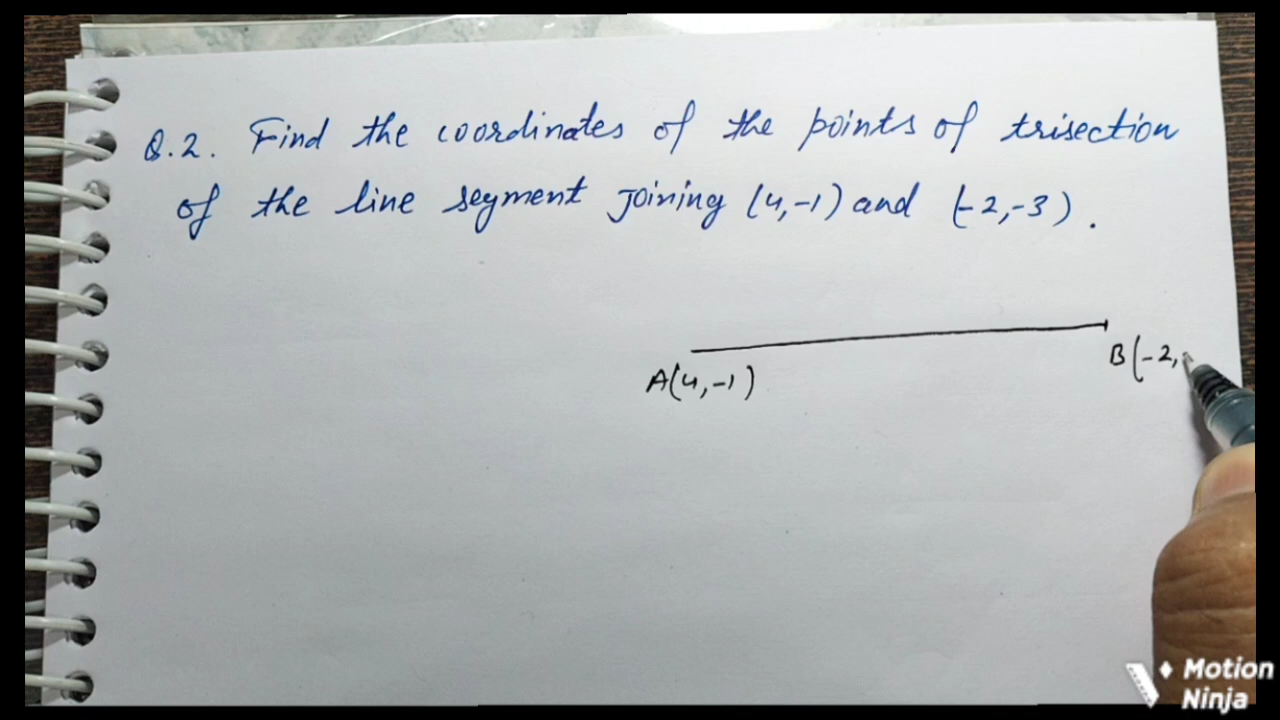 Q.2. Find the coordinates of the points of trisection
of the line segment joining (4,-1) and (-2,-3).
A(4,-1)
B(-2,
Motion
Ninja